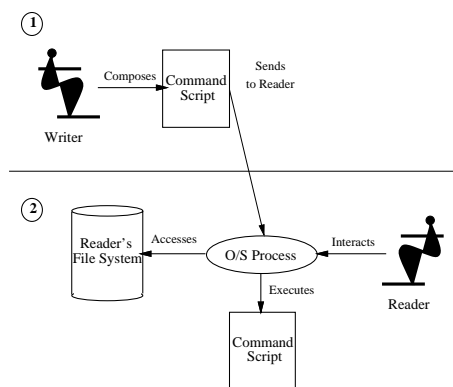 1
Composes
Command
Script
Sends
to Reader
Writer
2
Reader's
File System
Accesses
O/S Process
Interacts
Reader
Executes
Command
Script